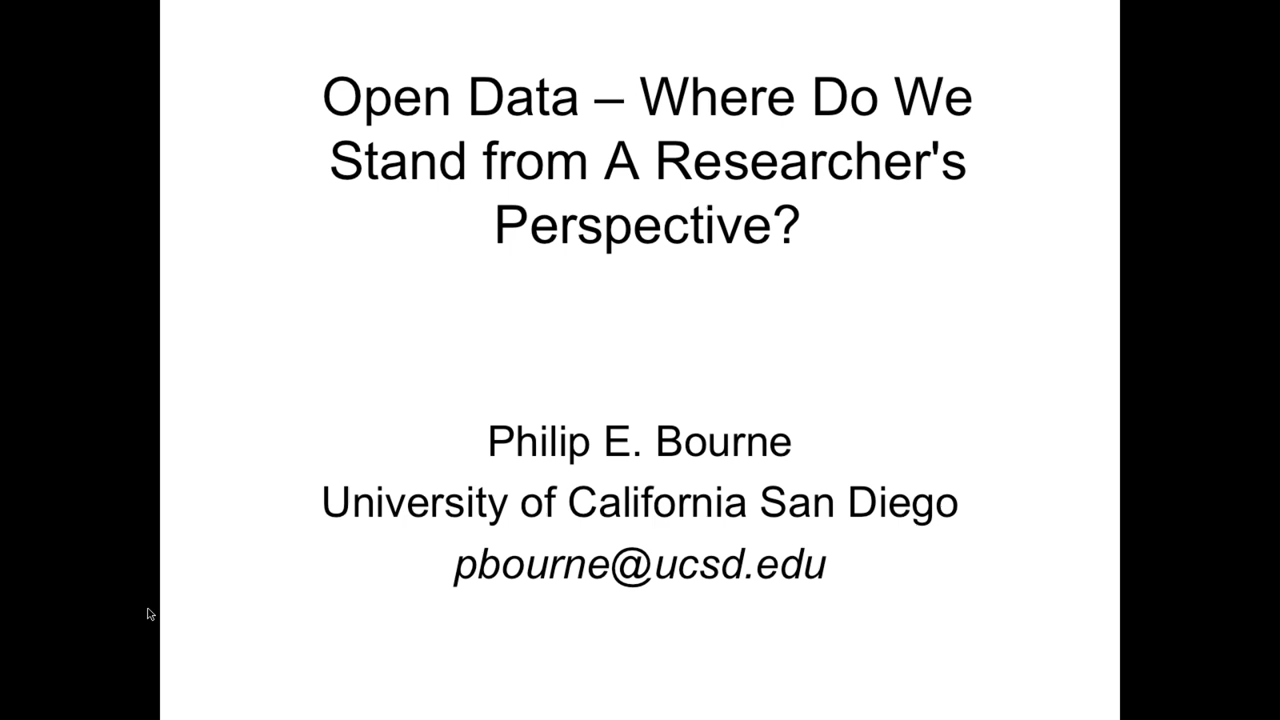 Open Data – Where Do We
Stand from A Researcher's
Perspective?
Philip E. Bourne
University of California San Diego
pbourne@ucsd.edu